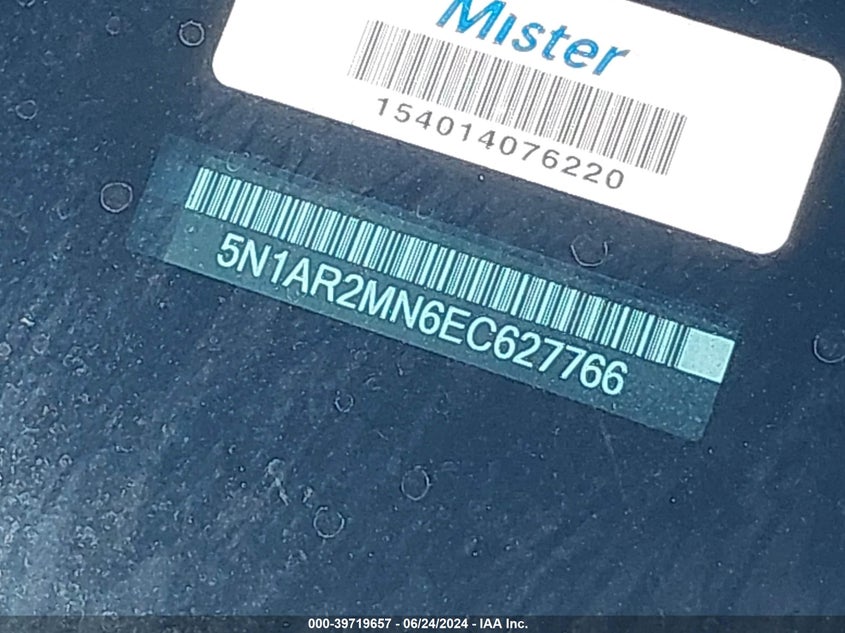 Mister
154014076220
5N1AR2MN6EC627766
000-39719657 - 06/24/2024 - IAA Inc.